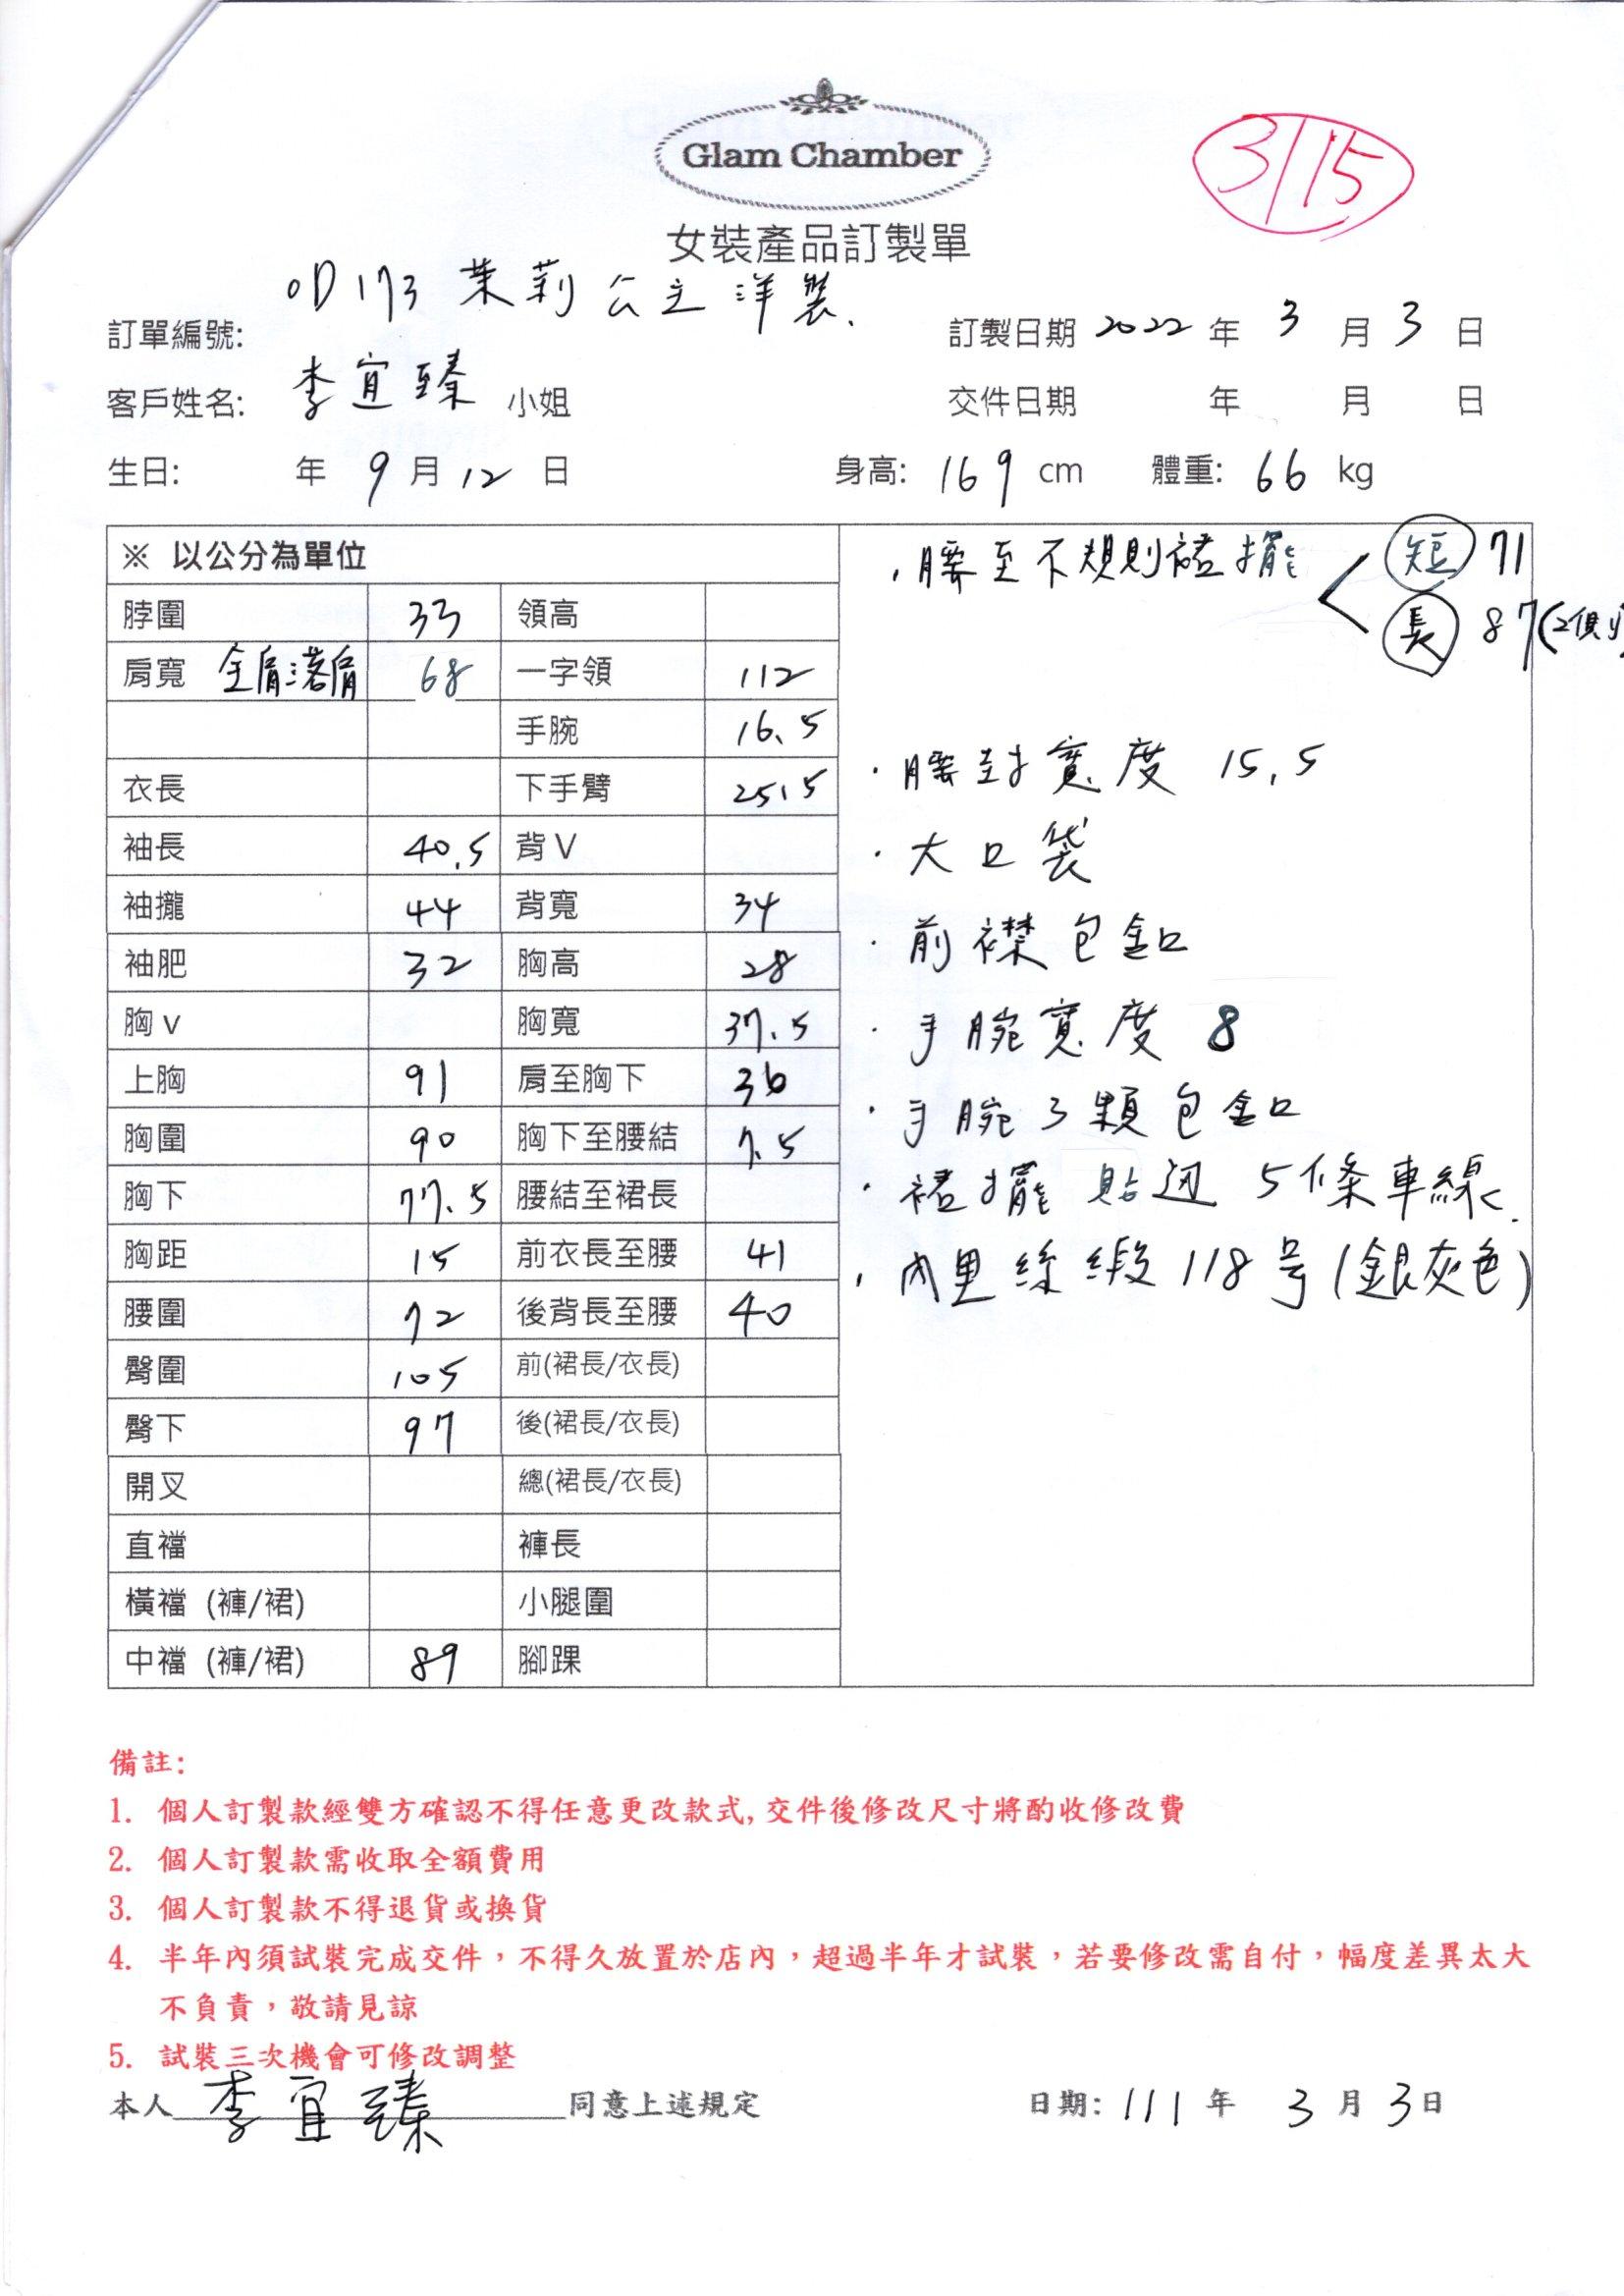 Glam Chamber
3/15
女裝產品訂製單
OD173 茉莉公主洋裝.
訂單編號:
訂製日期 2022 年 3 月 3 日
客戶姓名: 李宜臻 小姐
交件日期 年 月 日
生日: 年 9 月 12 日
身高: 169 cm 體重: 66 kg
※ 以公分為單位
脖圍 33 領高
肩寬 全肩落肩 68 一字領 112
手腕 16.5
衣長 下手臂 25.5
袖長 40.5 背V
袖攏 44 背寬 34
袖肥 32 胸高 28
胸v 胸寬 37.5
上胸 91 肩至胸下 36
胸圍 90 胸下至腰結 7.5
胸下 77.5 腰結至裙長
胸距 15 前衣長至腰 41
腰圍 72 後背長至腰 40
臀圍 105 前(裙長/衣長)
臀下 97 後(裙長/衣長)
開叉 總(裙長/衣長)
直襠 褲長
橫襠 (褲/裙) 小腿圍
中襠 (褲/裙) 89 腳踝
.腰至不規則裙擺 < 短 71
長 87(2側)
.腰封寬度 15.5
.大口袋
.前襟包釦
.手腕寬度 8
.手腕3顆包釦
.裙擺 貼边 5條車線.
.內里絲緞118号(銀灰色)
備註:
1. 個人訂製款經雙方確認不得任意更改款式,交件後修改尺寸將酌收修改費
2. 個人訂製款需收取全額費用
3. 個人訂製款不得退貨或換貨
4. 半年內須試裝完成交件，不得久放置於店內，超過半年才試裝，若要修改需自付，幅度差異太大
不負責，敬請見諒
5. 試裝三次機會可修改調整
本人 李宜臻 同意上述規定
日期: 111 年 3 月 3 日